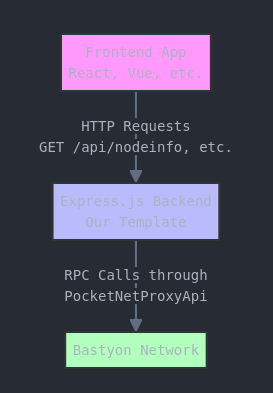 Frontend App
React, Vue, etc.
HTTP Requests
GET /api/nodeinfo, etc.
Express.js Backend
Our Template
RPC Calls through
PocketNetProxyApi
Bastyon Network